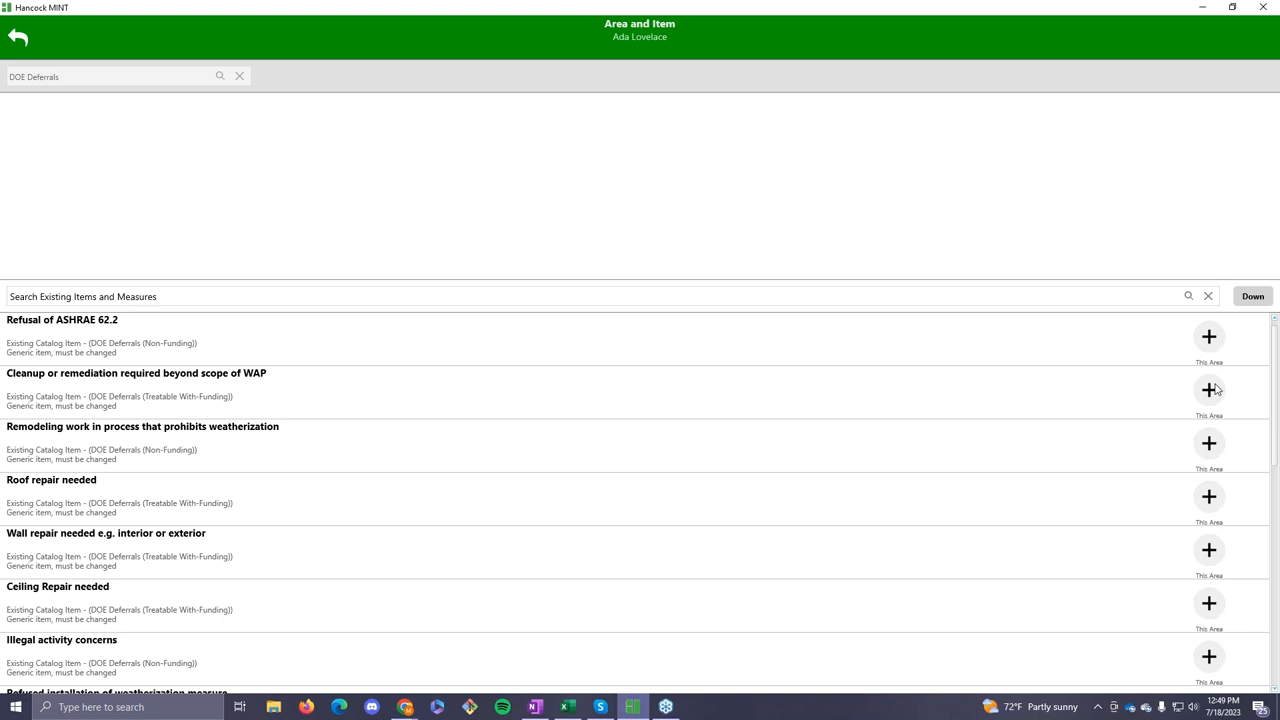 Hancock MINT
Area and Item
Ada Lovelace
DOE Deferrals
Search Existing Items and Measures
Down
Refusal of ASHRAE 62.2
Existing Catalog Item - (DOE Deferrals (Non-Funding))
Generic item, must be changed
This Area
Cleanup or remediation required beyond scope of WAP
Existing Catalog Item - (DOE Deferrals (Treatable With-Funding))
Generic item, must be changed
This Area
Remodeling work in process that prohibits weatherization
Existing Catalog Item - (DOE Deferrals (Non-Funding))
Generic item, must be changed
This Area
Roof repair needed
Existing Catalog Item - (DOE Deferrals (Treatable With-Funding))
Generic item, must be changed
This Area
Wall repair needed e.g. interior or exterior
Existing Catalog Item - (DOE Deferrals (Treatable With-Funding))
Generic item, must be changed
This Area
Ceiling Repair needed
Existing Catalog Item - (DOE Deferrals (Treatable With-Funding))
Generic item, must be changed
This Area
Illegal activity concerns
Existing Catalog Item - (DOE Deferrals (Non-Funding))
Generic item, must be changed
This Area
Refused installation of weatherization measure
Type here to search
72°F Partly sunny
12:49 PM
7/18/2023
25